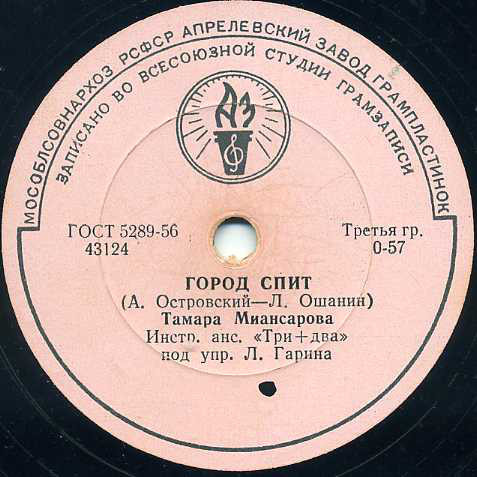 МОСОБЛСОВНАРХОЗ РСФСР АПРЕЛЕВСКИЙ ЗАВОД ГРАМПЛАСТИНОК
ЗАПИСАНО ВО ВСЕСОЮЗНОЙ СТУДИИ ГРАМЗАПИСИ
АЗ
ГОСТ 5289-56
43124
Третья гр.
0-57
ГОРОД СПИТ
(А. Островский—Л. Ошанин)
Тамара Миансарова
Инстр. анс. «Три+два»
под упр. Л. Гарина